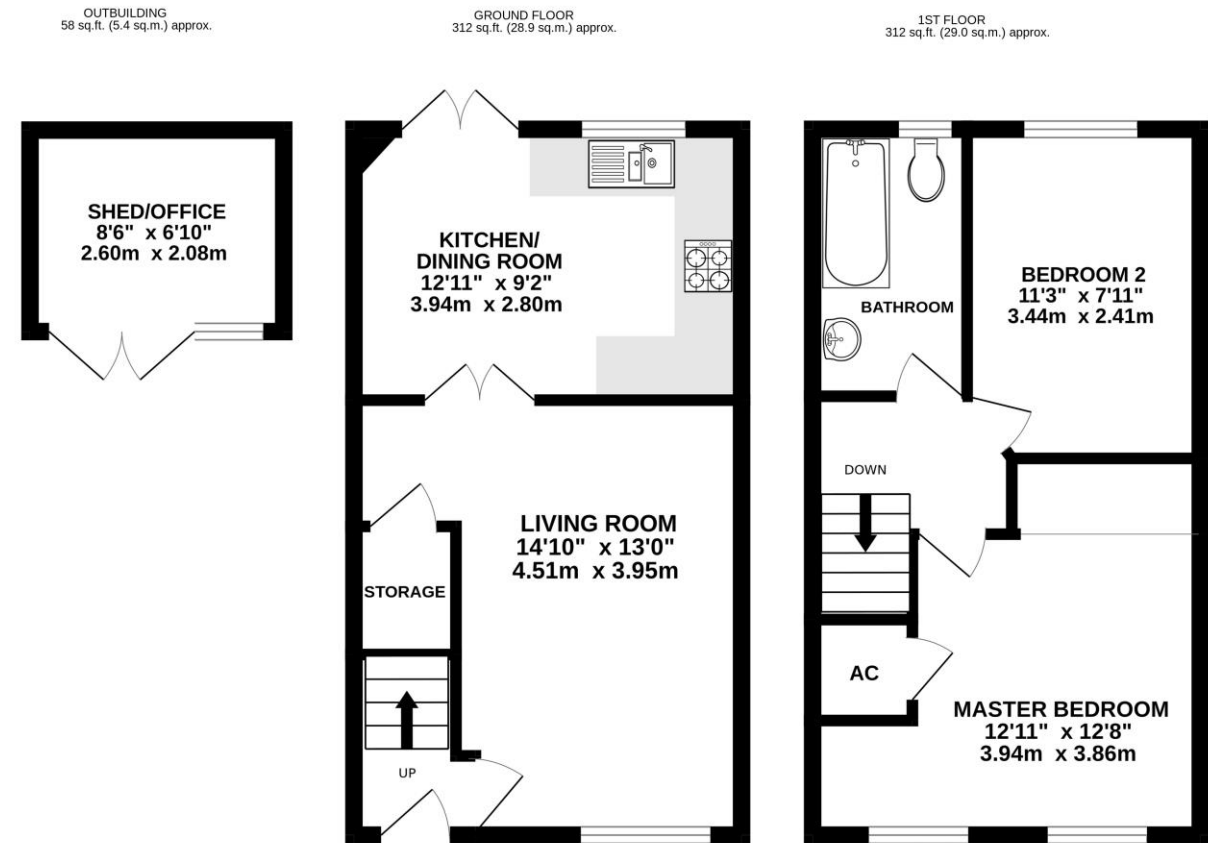 OUTBUILDING
58 sq.ft. (5.4 sq.m.) approx.
GROUND FLOOR
312 sq.ft. (28.9 sq.m.) approx.
1ST FLOOR
312 sq.ft. (29.0 sq.m.) approx.
SHED/OFFICE
8'6" x 6'10"
2.60m x 2.08m
KITCHEN/
DINING ROOM
12'11" x 9'2"
3.94m x 2.80m
LIVING ROOM
14'10" x 13'0"
4.51m x 3.95m
STORAGE
UP
BATHROOM
BEDROOM 2
11'3" x 7'11"
3.44m x 2.41m
DOWN
AC
MASTER BEDROOM
12'11" x 12'8"
3.94m x 3.86m